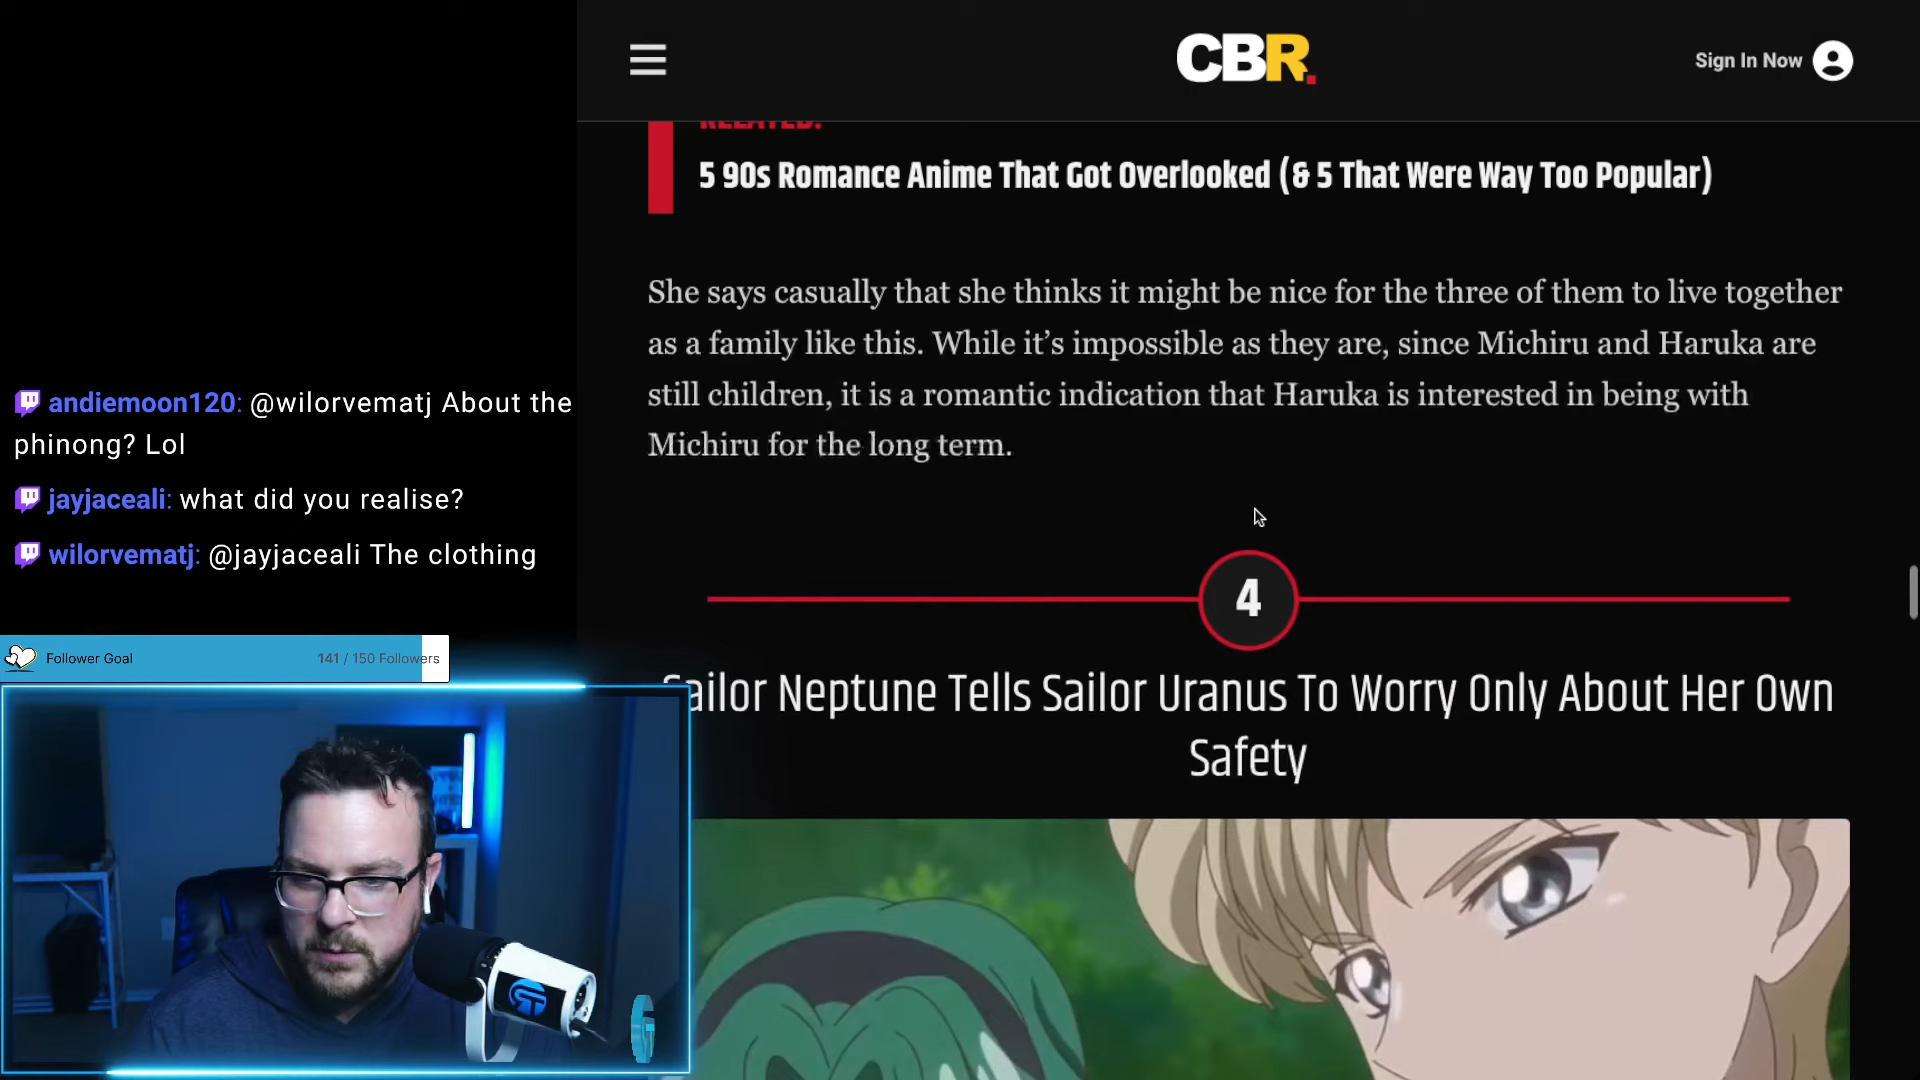 CBR.
Sign In Now
RELATED:
5 90s Romance Anime That Got Overlooked (& 5 That Were Way Too Popular)
She says casually that she thinks it might be nice for the three of them to live together
as a family like this. While it’s impossible as they are, since Michiru and Haruka are
still children, it is a romantic indication that Haruka is interested in being with
Michiru for the long term.
4
Sailor Neptune Tells Sailor Uranus To Worry Only About Her Own
Safety
andiemoon120: @wilorvematj About the
phinong? Lol
jayjaceali: what did you realise?
wilorvematj: @jayjaceali The clothing
Follower Goal
141 / 150 Followers